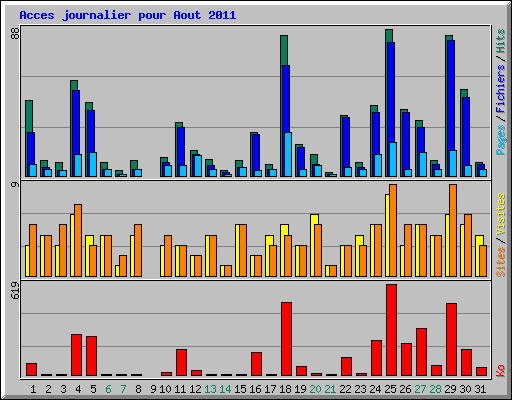 Acces journalier pour Aout 2011
88
Pages / Fichiers / Hits
9
Sites / Visites
619
Ko
1 2 3 4 5 6 7 8 9 10 11 12 13 14 15 16 17 18 19 20 21 22 23 24 25 26 27 28 29 30 31